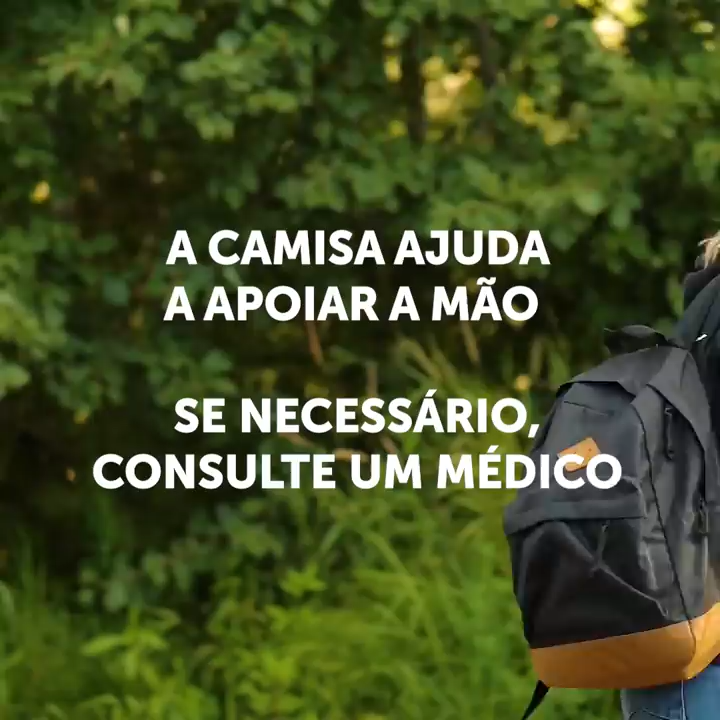 A CAMISA AJUDA
A APOIAR A MÃO
SE NECESSÁRIO,
CONSULTE UM MÉDICO